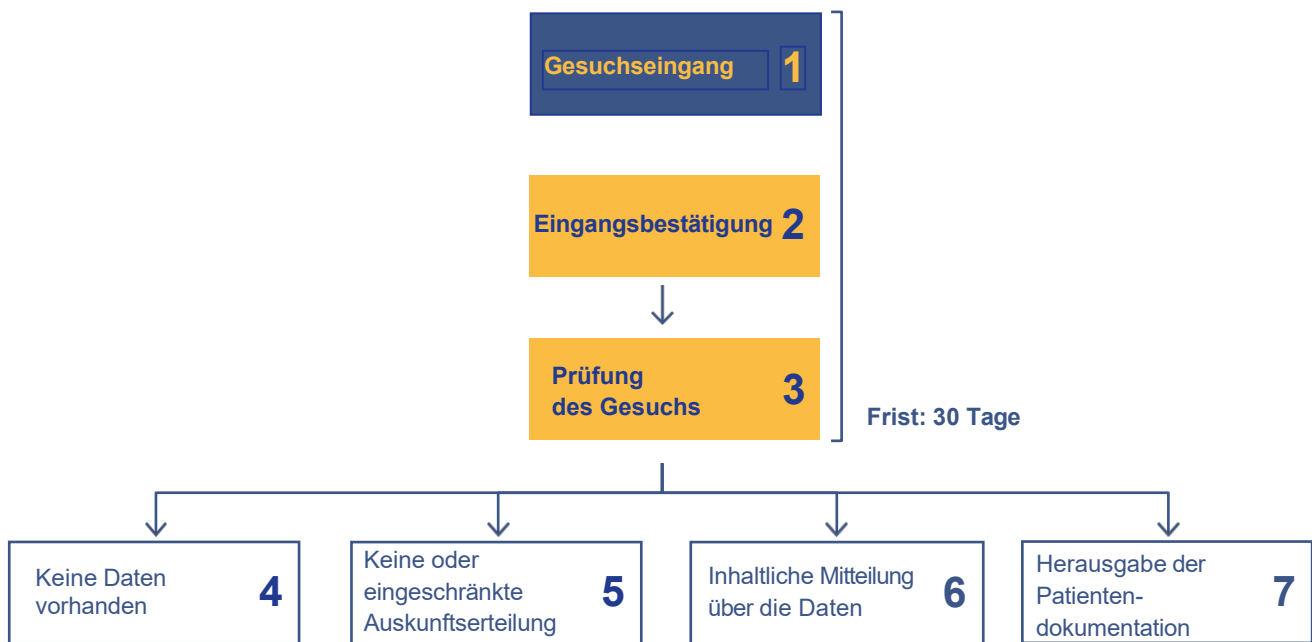 Gesuchseingang 1
Eingangsbestätigung 2
Prüfung
des Gesuchs 3
Frist: 30 Tage
Keine Daten
vorhanden 4
Keine oder
eingeschränkte
Auskunftserteilung 5
Inhaltliche Mitteilung
über die Daten 6
Herausgabe der
Patienten-
dokumentation 7